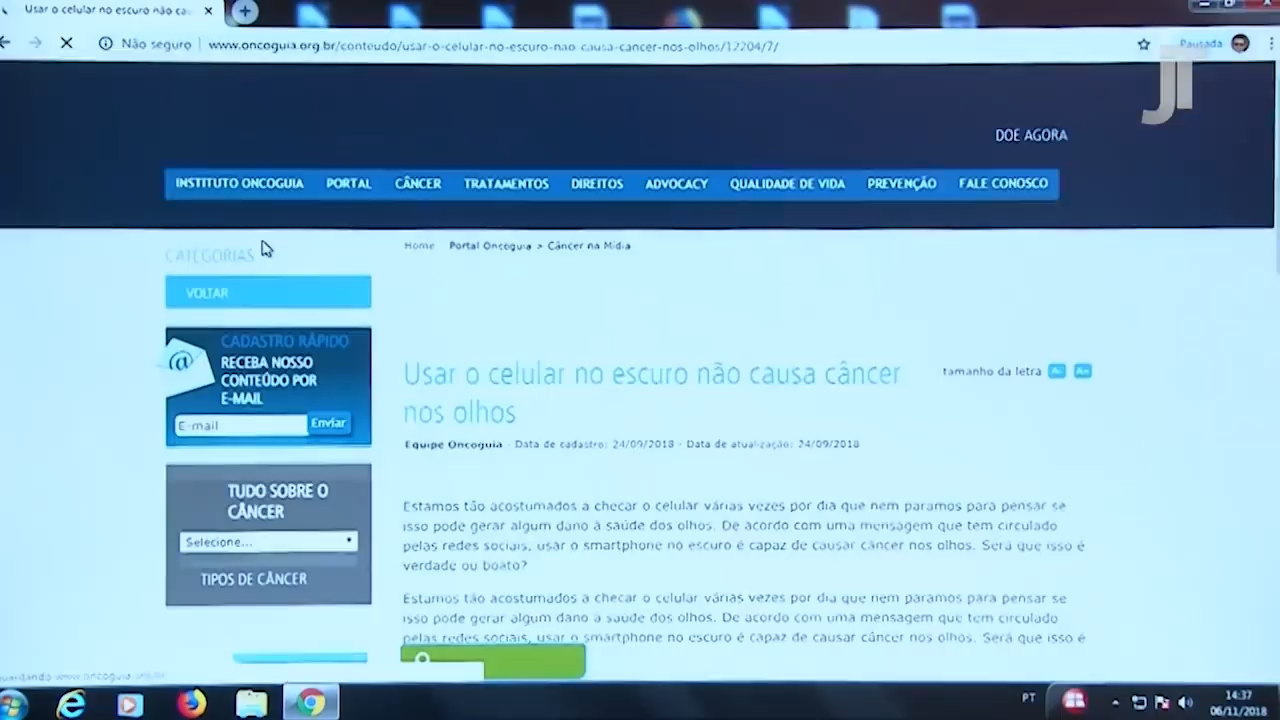 Usar o celular no escuro não ca
Não seguro
www.oncoguia.org.br/conteudo/usar-o-celular-no-escuro-nao-causa-cancer-nos-olhos/12204/7/
Pausada
JT
DOE AGORA
INSTITUTO ONCOGUIA PORTAL CÂNCER TRATAMENTOS DIREITOS ADVOCACY QUALIDADE DE VIDA PREVENÇÃO FALE CONOSCO
CATEGORIAS
Home Portal Oncoguia > Câncer na Mídia
VOLTAR
CADASTRO RÁPIDO
RECEBA NOSSO
CONTEÚDO POR
E-MAIL
E-mail
Enviar
Usar o celular no escuro não causa câncer
nos olhos
tamanho da letra
Equipe Oncoguia - Data de cadastro: 24/09/2018 - Data de atualização: 24/09/2018
TUDO SOBRE O
CÂNCER
Selecione...
TIPOS DE CÂNCER
Estamos tão acostumados a checar o celular várias vezes por dia que nem paramos para pensar se
isso pode gerar algum dano à saúde dos olhos. De acordo com uma mensagem que tem circulado
pelas redes sociais, usar o smartphone no escuro é capaz de causar câncer nos olhos. Será que isso é
verdade ou boato?
Estamos tão acostumados a checar o celular várias vezes por dia que nem paramos para pensar se
isso pode gerar algum dano à saúde dos olhos. De acordo com uma mensagem que tem circulado
pelas redes sociais, usar o smartphone no escuro é capaz de causar câncer nos olhos. Será que isso é
PT
14:37
06/11/2018